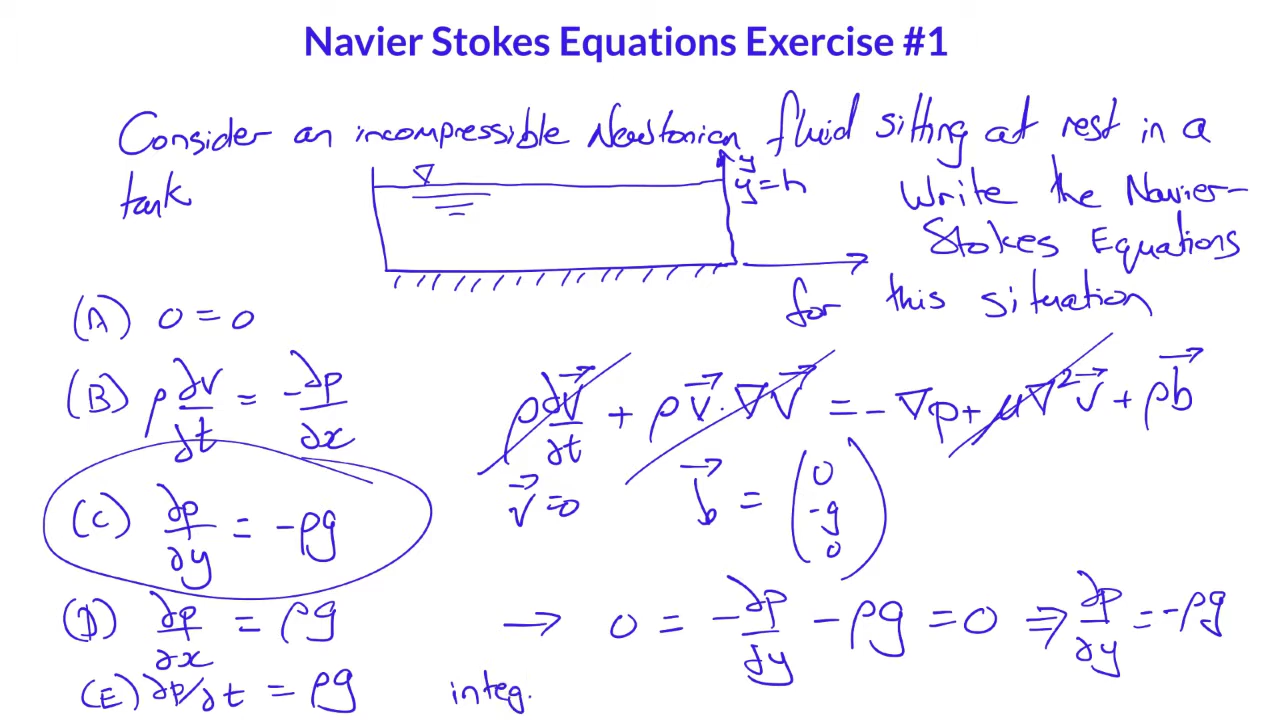 Navier Stokes Equations Exercise #1
Consider an incompressible Newtonian fluid sitting at rest in a
tank
∇
y
y=h
Write the Navier-
Stokes Equations
for this situation
(A) 0 = 0
(B) ρ ∂v/∂t = -∂p/∂x
ρ∂v⃗/∂t + ρv⃗·∇v⃗ = -∇p + μ∇²v⃗ + ρb⃗
v⃗=0
b⃗ = (0 -g 0)
(C) ∂p/∂y = -ρg
(D) ∂p/∂x = ρg
→ 0 = -∂p/∂y - ρg = 0 ⇒ ∂p/∂y = -ρg
(E) ∂p/∂t = ρg
integ.